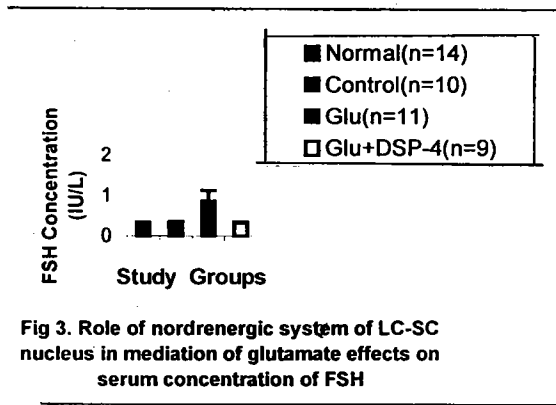 Normal(n=14)
Control(n=10)
Glu(n=11)
Glu+DSP-4(n=9)
FSH Concentration
(IU/L)
2
1
0
Study Groups
Fig 3. Role of nordrenergic system of LC-SC
nucleus in mediation of glutamate effects on
serum concentration of FSH